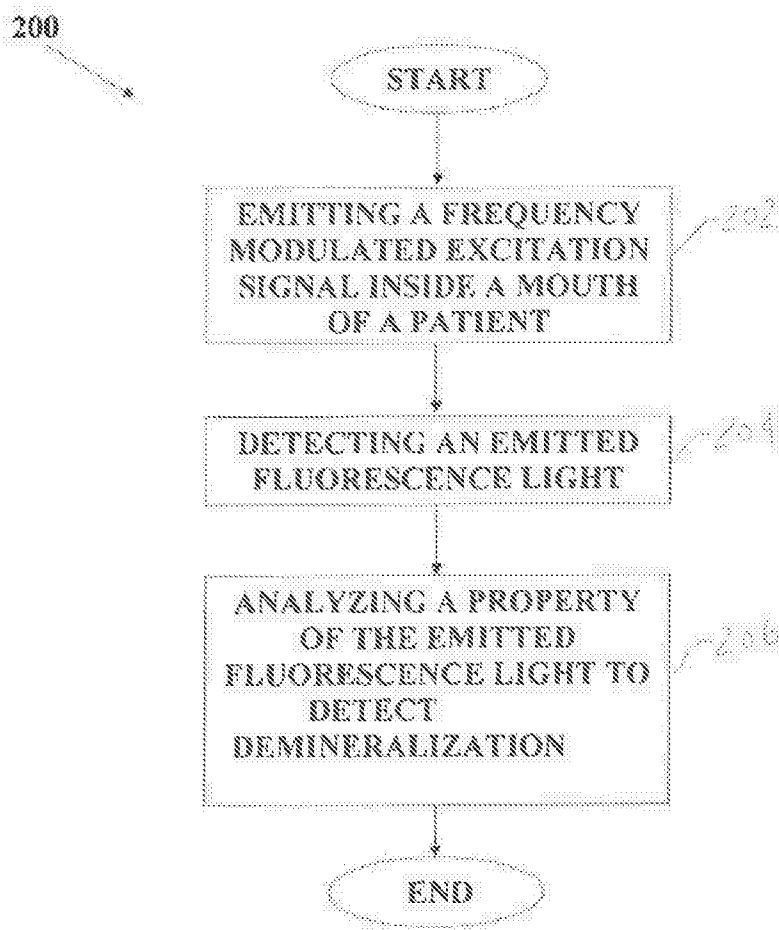 200
START
EMITTING A FREQUENCY
MODULATED EXCITATION
SIGNAL INSIDE A MOUTH
OF A PATIENT
202
DETECTING AN EMITTED
FLUORESCENCE LIGHT
204
ANALYZING A PROPERTY
OF THE EMITTED
FLUORESCENCE LIGHT TO
DETECT
DEMINERALIZATION
206
END